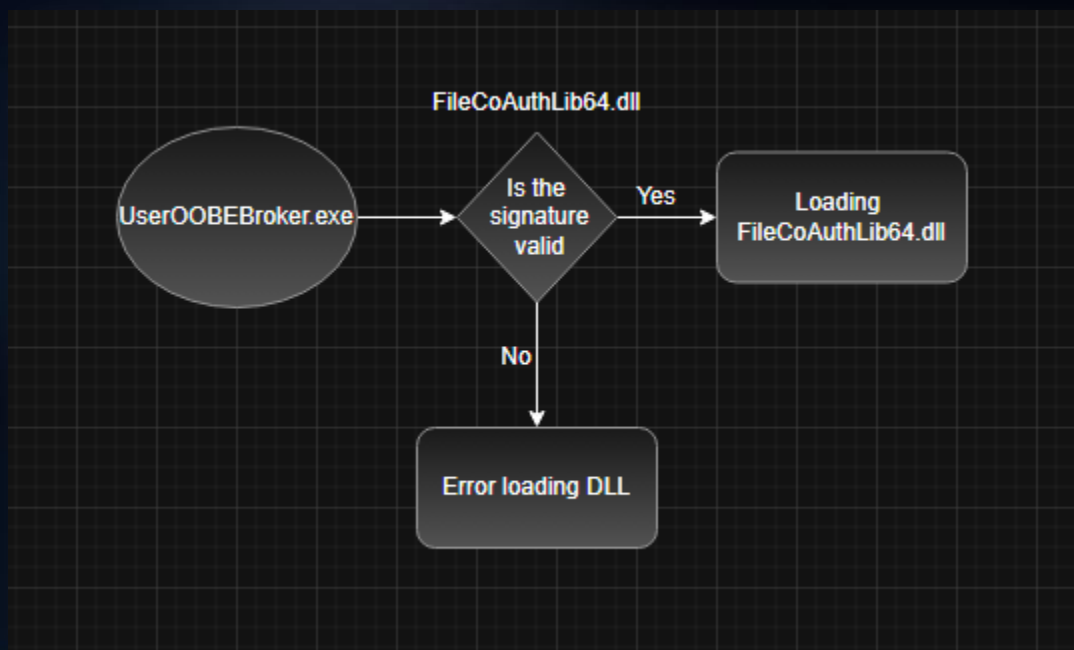 FileCoAuthLib64.dll
UserOOBEBroker.exe
Is the
signature
valid
Yes
Loading
FileCoAuthLib64.dll
No
Error loading DLL